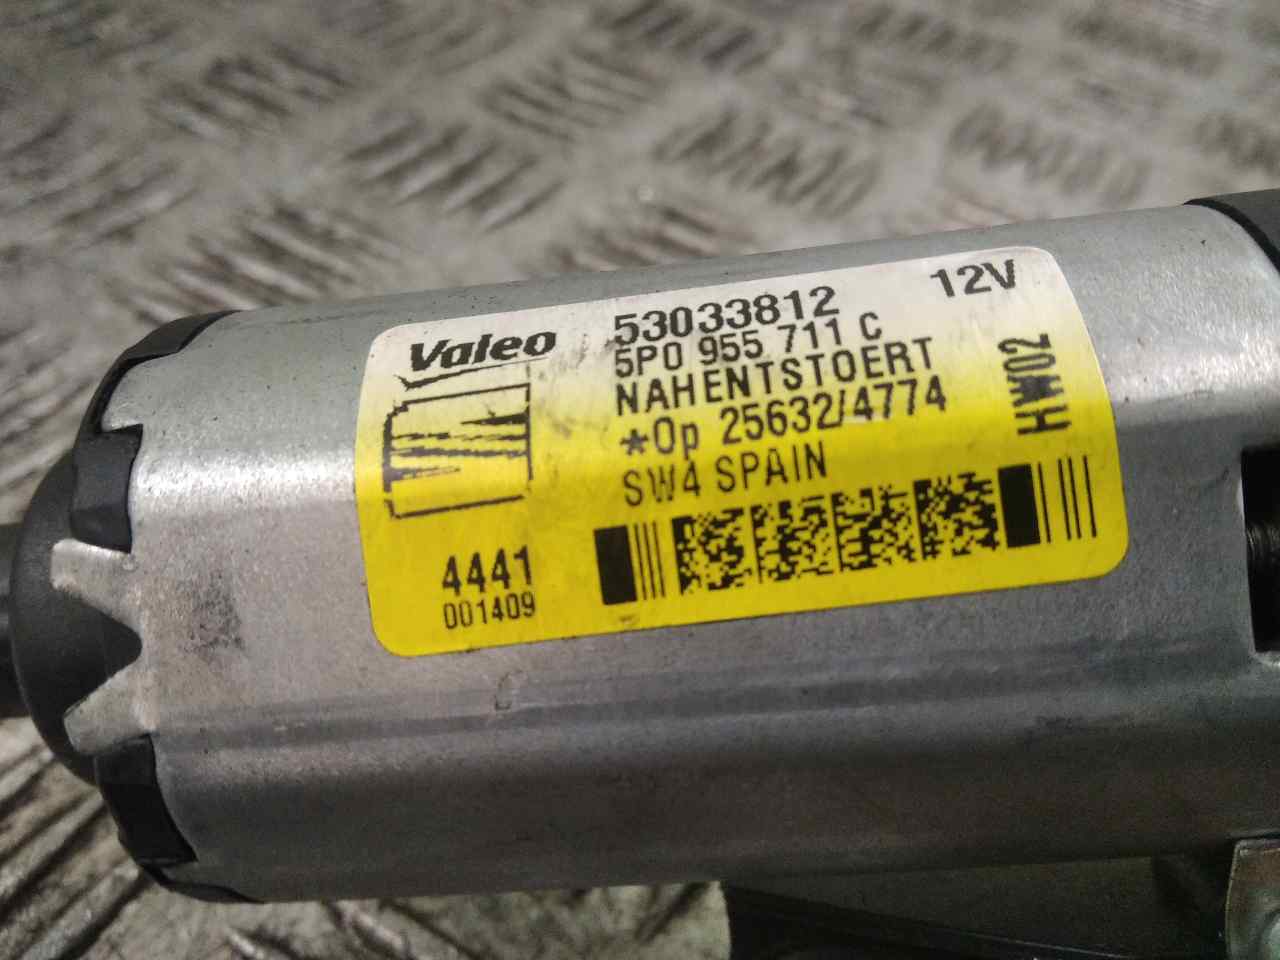 Valeo
53033812
12V
5P0 955 711 C
NAHENTSTOERT
*Op 25632/4774
SW4 SPAIN
HW02
4441
001409